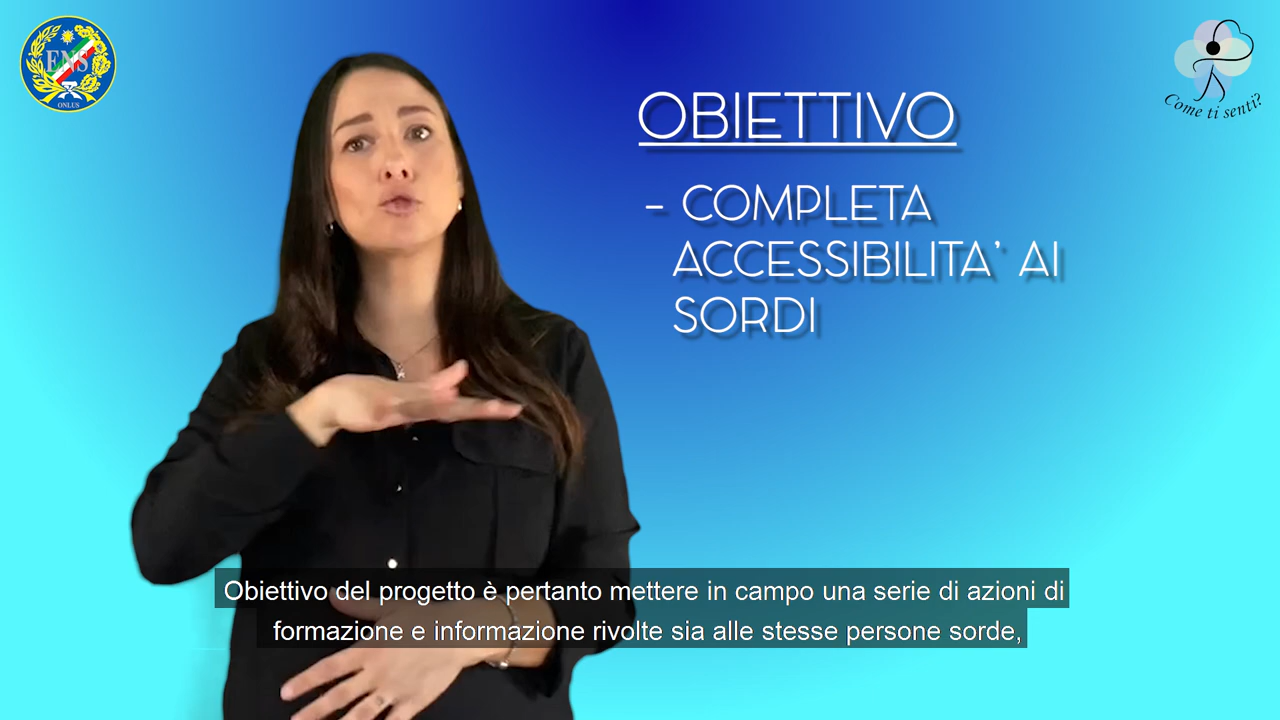 ENS
ONLUS
Come ti senti?
OBIETTIVO
- COMPLETA
ACCESSIBILITA' AI
SORDI
Obiettivo del progetto è pertanto mettere in campo una serie di azioni di
formazione e informazione rivolte sia alle stesse persone sorde,